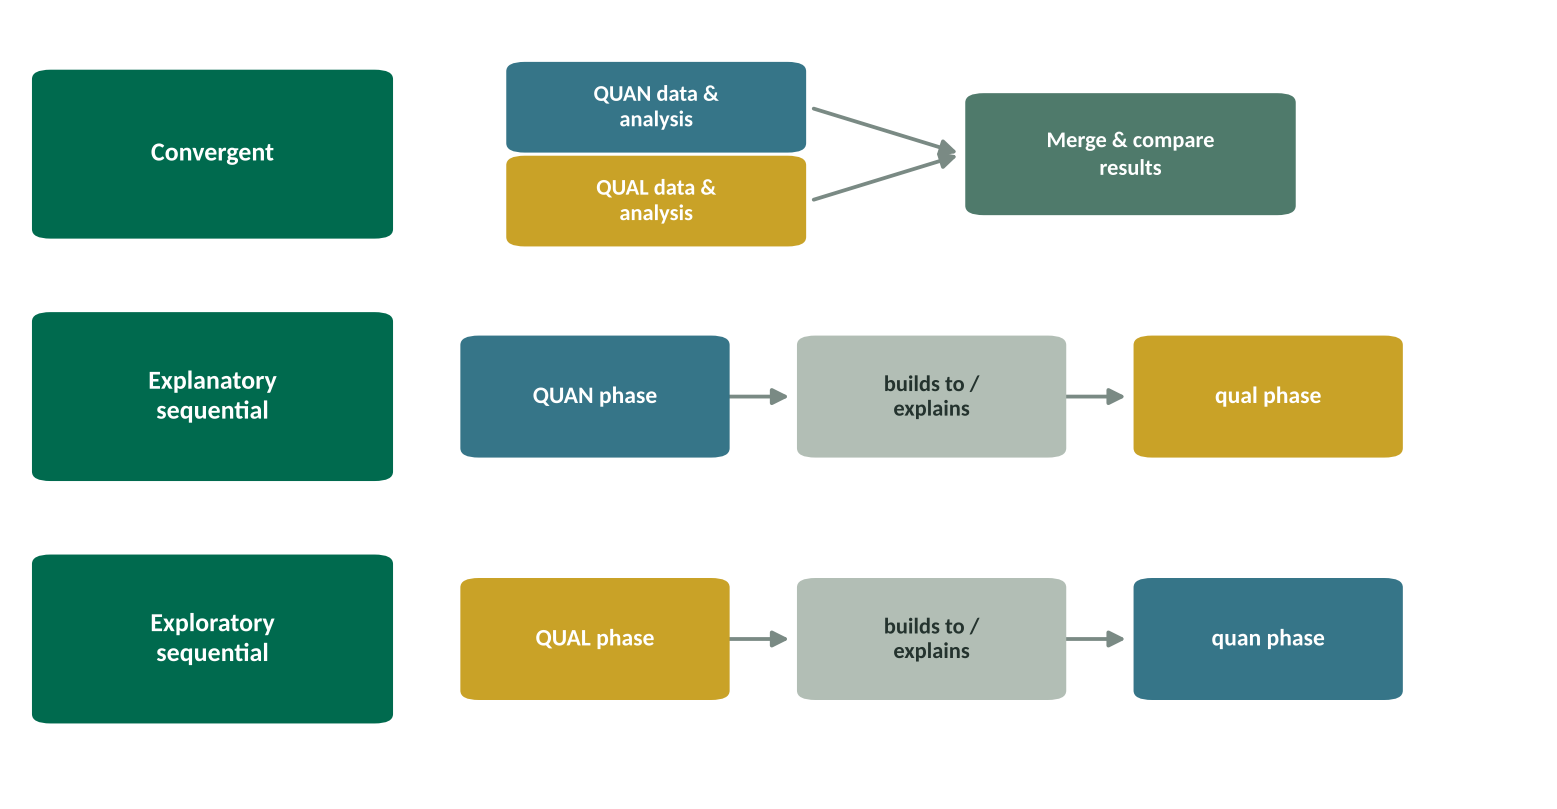 Convergent
QUAN data &
analysis
QUAL data &
analysis
Merge & compare
results
Explanatory
sequential
QUAN phase
builds to /
explains
qual phase
Exploratory
sequential
QUAL phase
builds to /
explains
quan phase